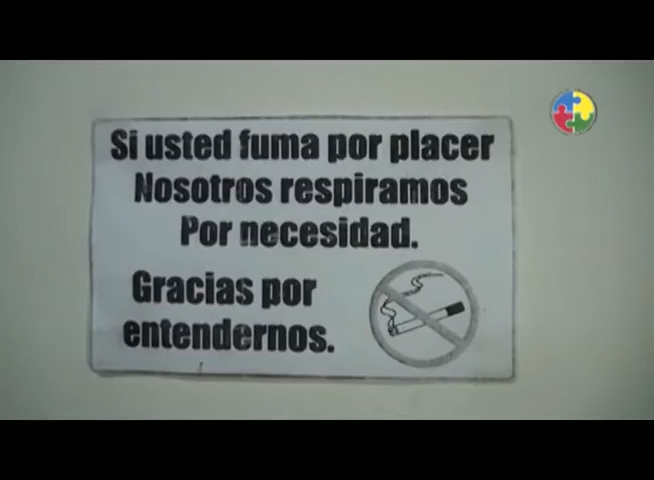 Si usted fuma por placer
Nosotros respiramos
Por necesidad.
Gracias por
entendernos.